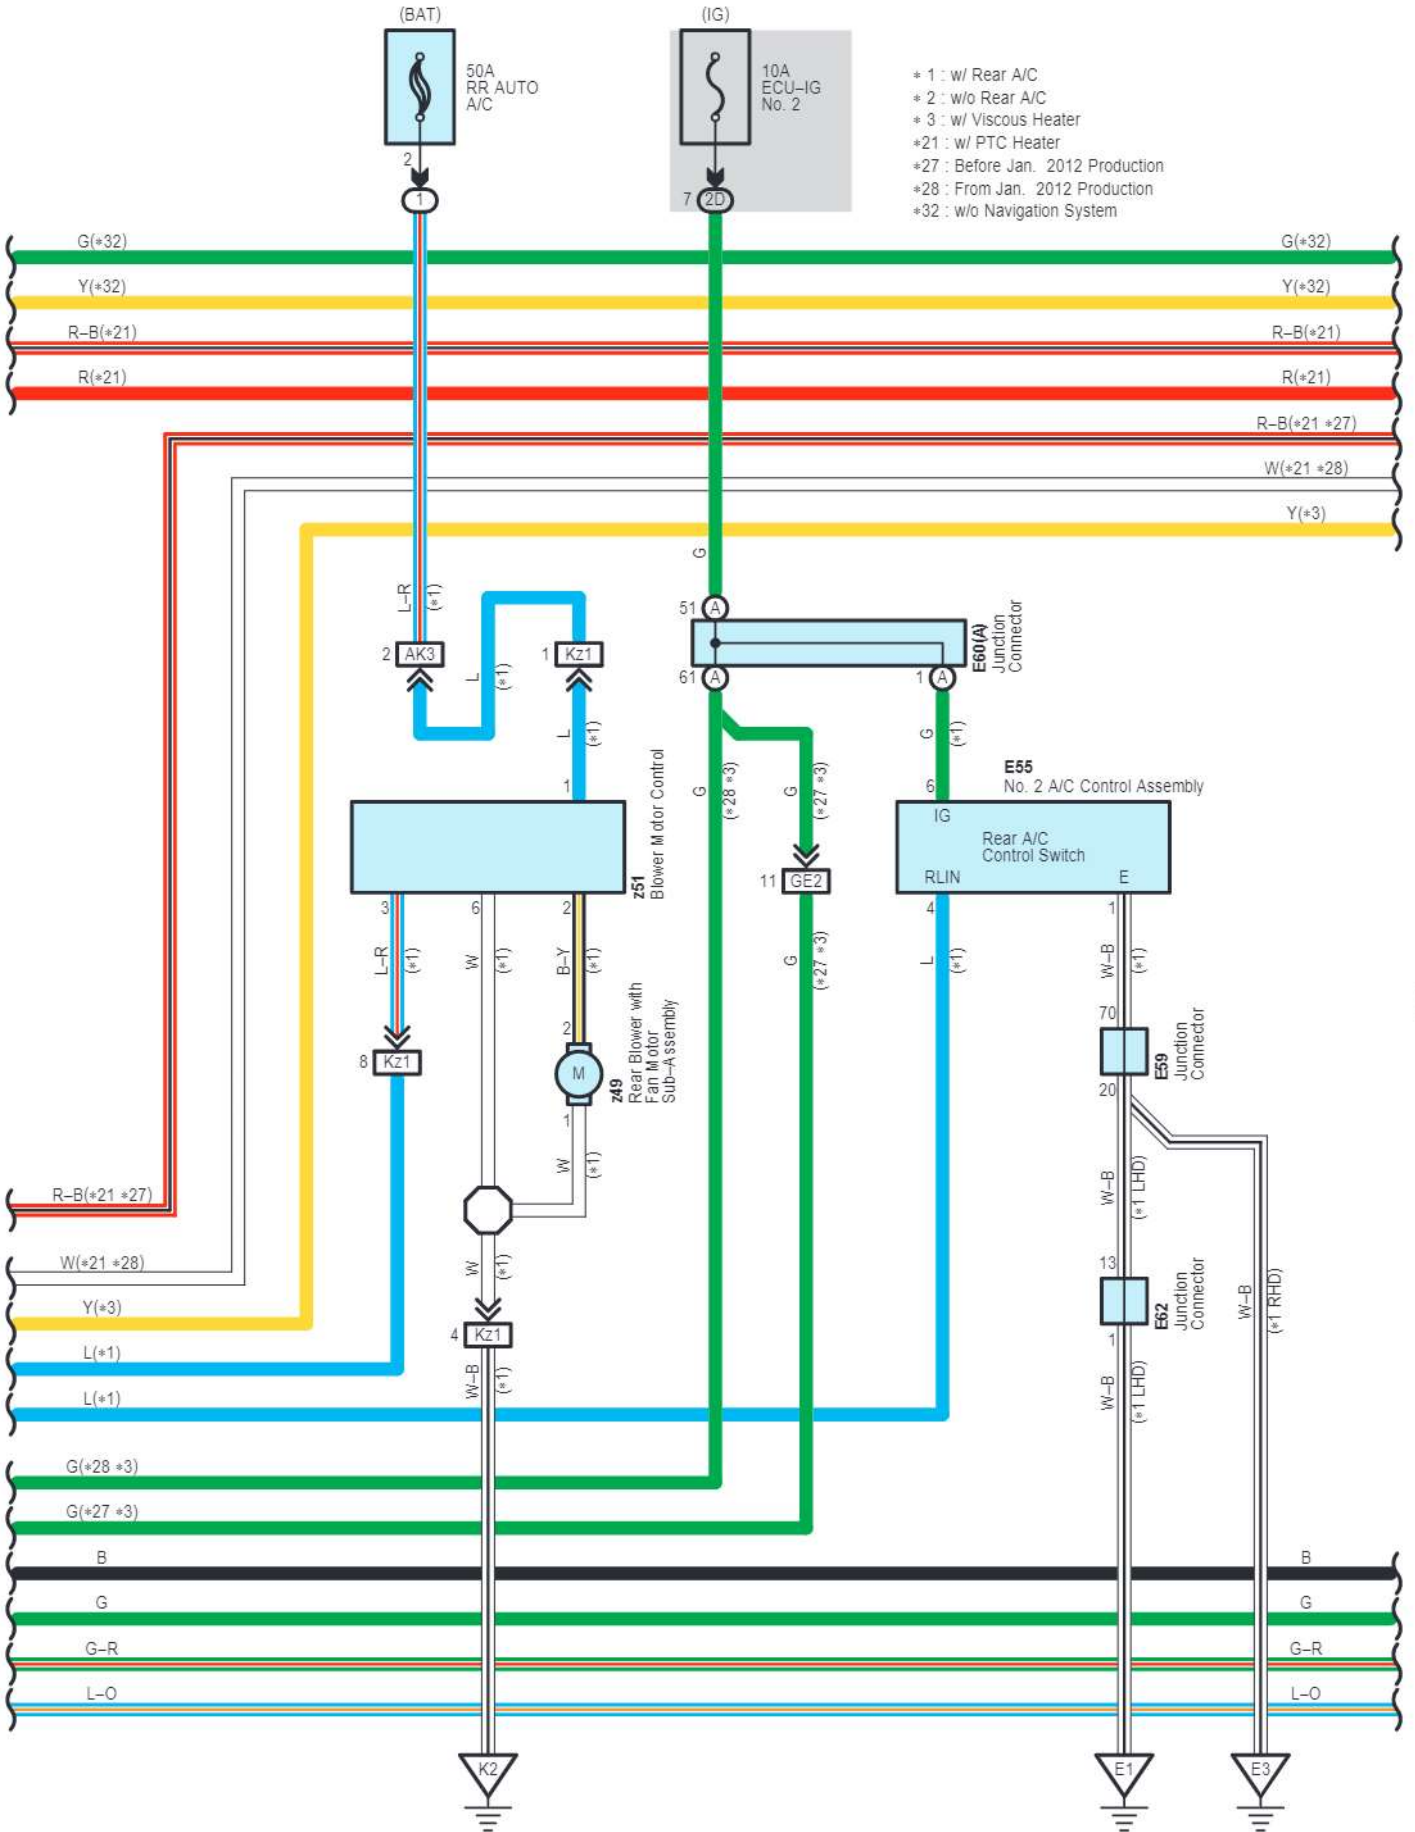 (BAT)
(IG)
50A
RR AUTO
A/C
10A
ECU–IG
No. 2
2
1
7
2D
* 1 : w/ Rear A/C
* 2 : w/o Rear A/C
* 3 : w/ Viscous Heater
*21 : w/ PTC Heater
*27 : Before Jan. 2012 Production
*28 : From Jan. 2012 Production
*32 : w/o Navigation System
G(*32)
G(*32)
Y(*32)
Y(*32)
R–B(*21)
R–B(*21)
R(*21)
R(*21)
R–B(*21 *27)
W(*21 *28)
Y(*3)
G
L–R
(*1)
2
AK3
L
(*1)
1
Kz1
L
(*1)
1
51
A
E60(A)
Junction
Connector
61
A
1
A
G
(*28 *3)
G
(*27 *3)
G
(*1)
E55
No. 2 A/C Control Assembly
6
IG
Rear A/C
Control Switch
RLIN
E
z51
Blower Motor Control
11
GE2
3
6
2
4
1
L–R
(*1)
W
(*1)
B–Y
(*1)
G
(*27 *3)
L
(*1)
W–B
(*1)
8
Kz1
2
M
1
z49
Rear Blower with
Fan Motor
Sub–Assembly
70
20
E59
Junction
Connector
W
(*1)
W–B
(*1 LHD)
R–B(*21 *27)
W(*21 *28)
W
(*1)
13
1
E62
Junction
Connector
W–B
(*1 RHD)
Y(*3)
4
Kz1
L(*1)
W–B
(*1)
W–B
(*1 LHD)
L(*1)
G(*28 *3)
G(*27 *3)
B
B
G
G
G–R
G–R
L–O
L–O
K2
E1
E3